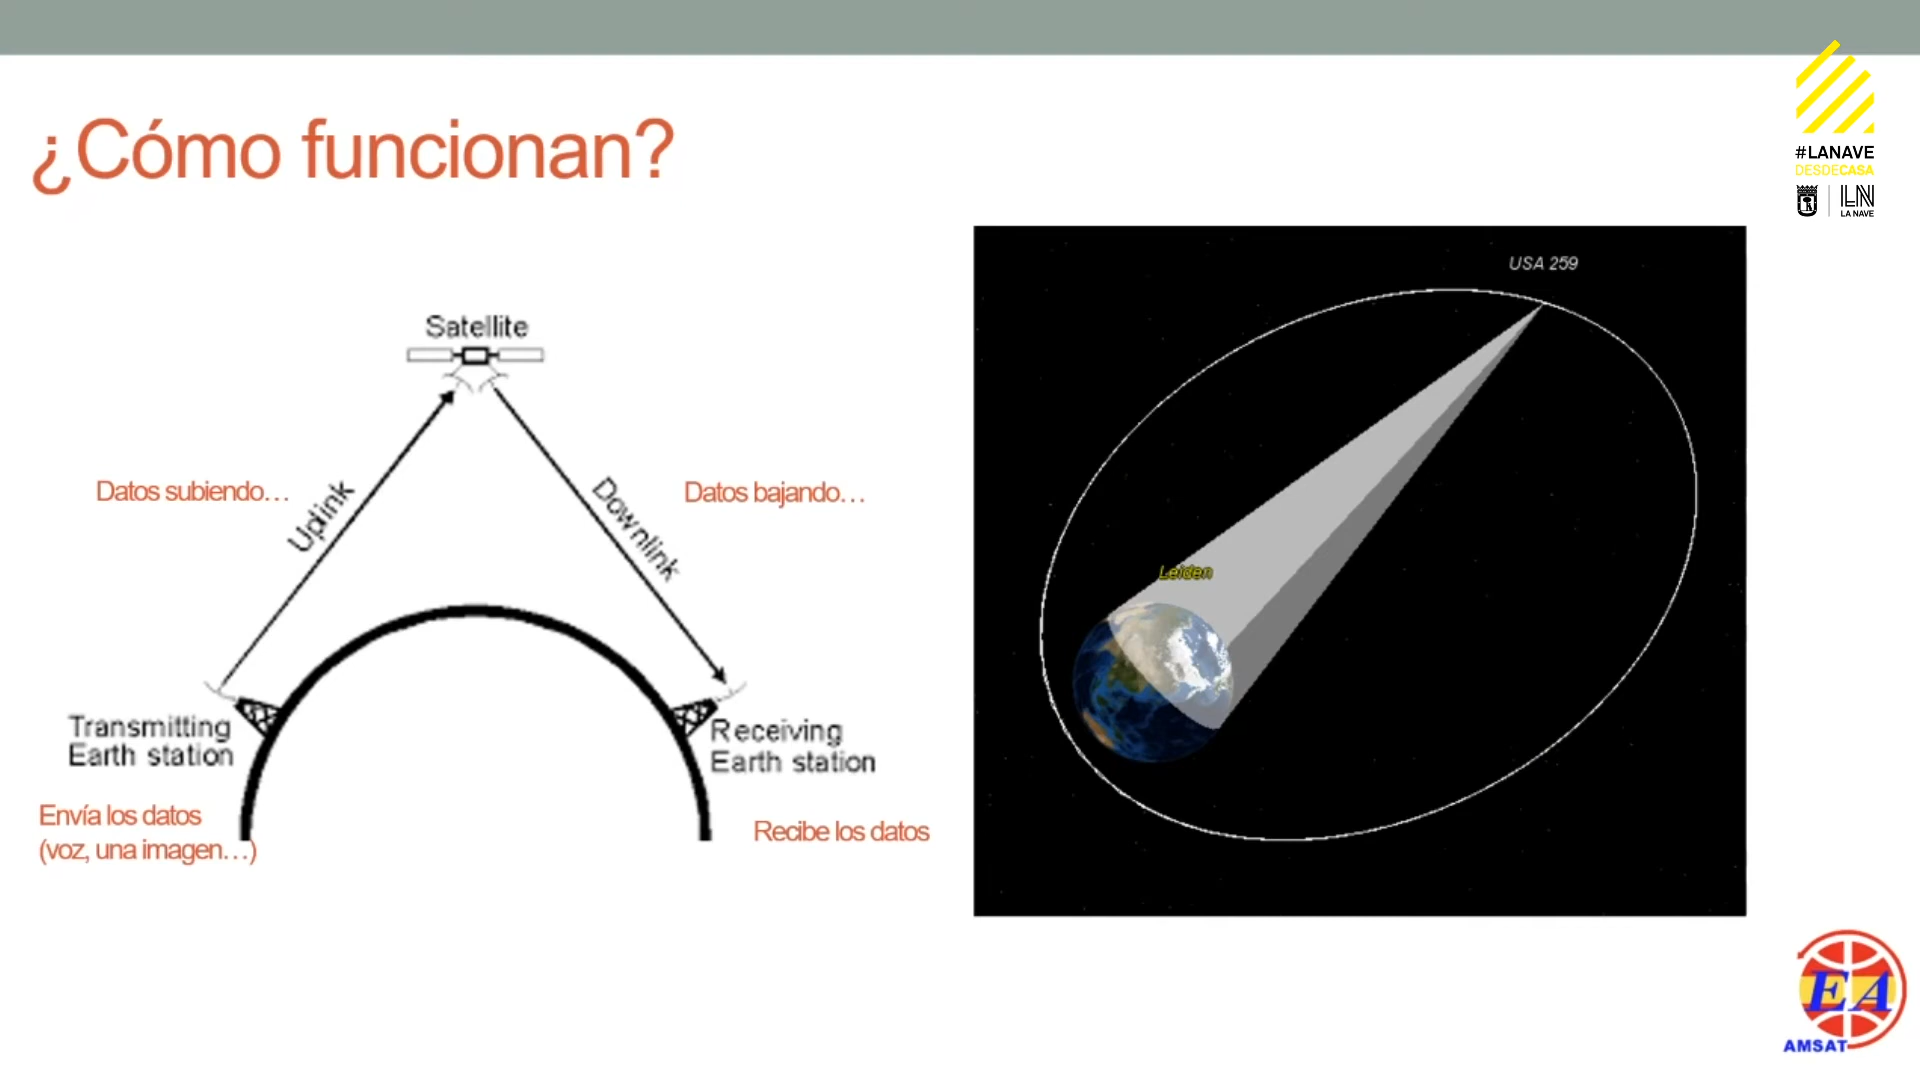 #LANAVE
DESDECASA
LN
LA NAVE
¿Cómo funcionan?
USA 259
Satellite
Datos subiendo...
Uplink
Downlink
Datos bajando...
Leiden
Transmitting
Earth station
Receiving
Earth station
Envía los datos
(voz, una imagen...)
Recibe los datos
EA
AMSAT